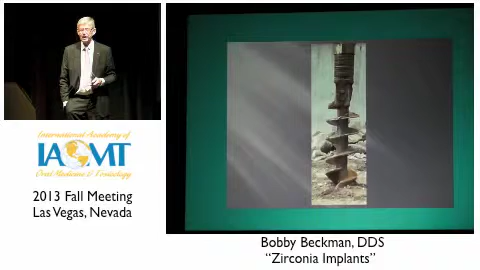 International Academy of
IAOMT
Oral Medicine & Toxicology
2013 Fall Meeting
Las Vegas, Nevada
Bobby Beckman, DDS
“Zirconia Implants”